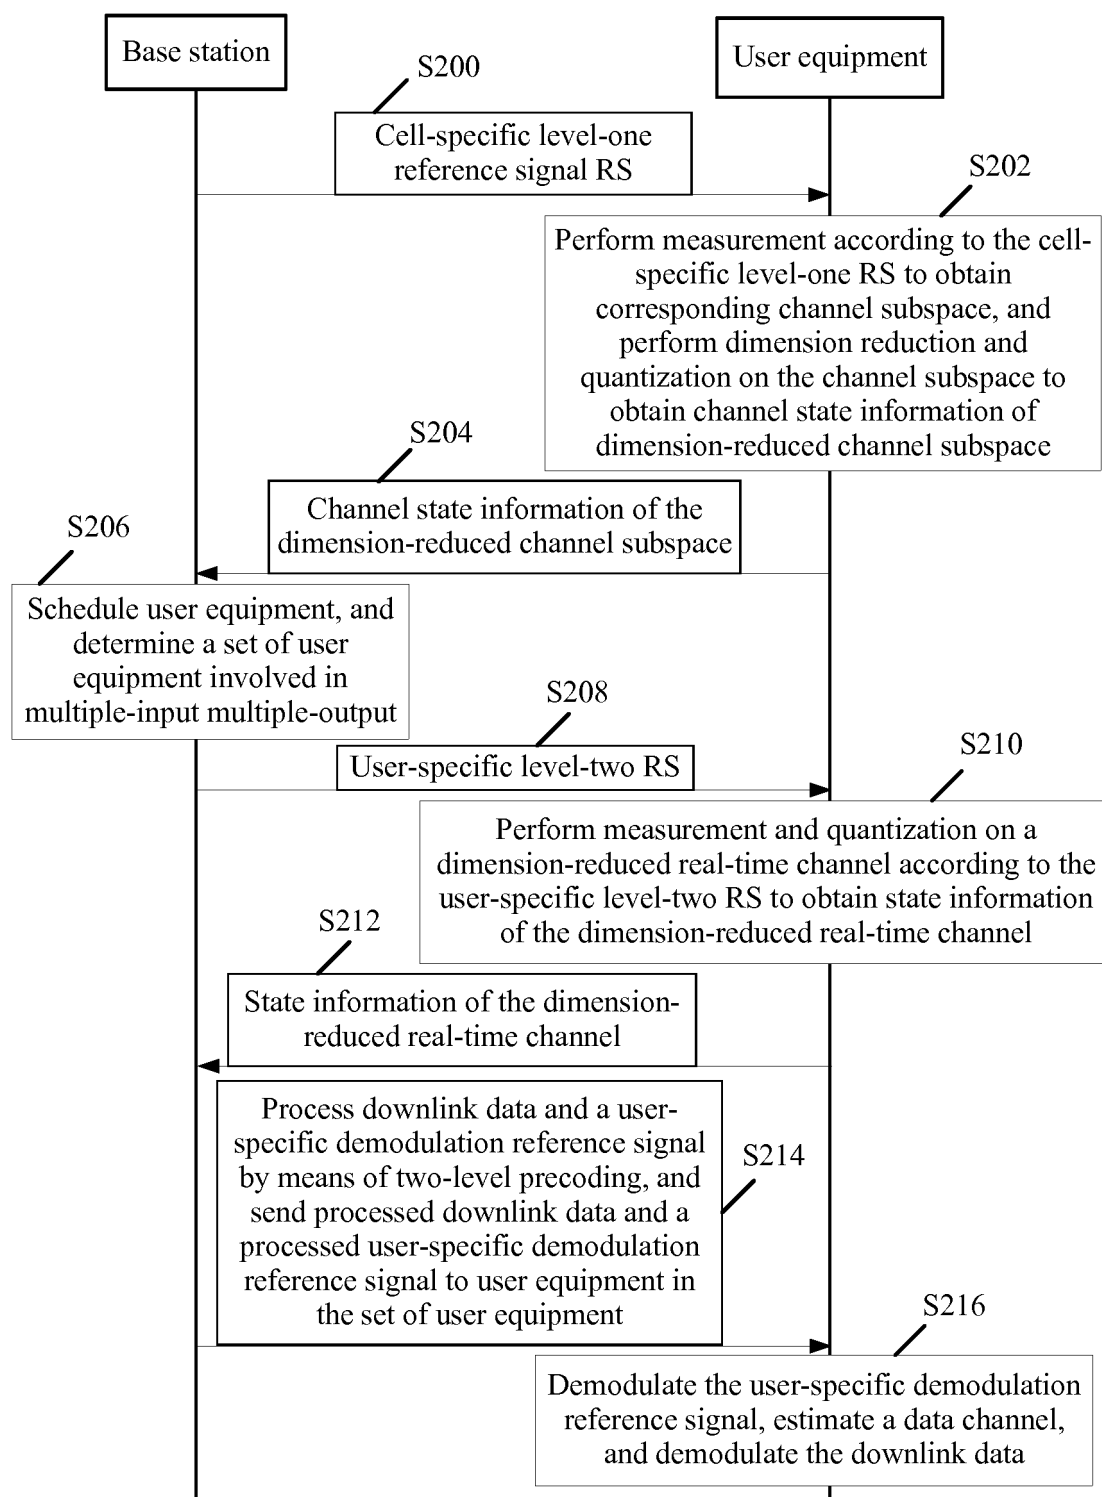 Base station
User equipment
S200
Cell-specific level-one
reference signal RS
S202
Perform measurement according to the cell-
specific level-one RS to obtain
corresponding channel subspace, and
perform dimension reduction and
quantization on the channel subspace to
obtain channel state information of
dimension-reduced channel subspace
S204
Channel state information of the
dimension-reduced channel subspace
S206
Schedule user equipment, and
determine a set of user
equipment involved in
multiple-input multiple-output
S208
User-specific level-two RS
S210
Perform measurement and quantization on a
dimension-reduced real-time channel according to the
user-specific level-two RS to obtain state information
of the dimension-reduced real-time channel
S212
State information of the dimension-
reduced real-time channel
Process downlink data and a user-
specific demodulation reference signal
by means of two-level precoding, and
send processed downlink data and a
processed user-specific demodulation
reference signal to user equipment in
the set of user equipment
S214
S216
Demodulate the user-specific demodulation
reference signal, estimate a data channel,
and demodulate the downlink data